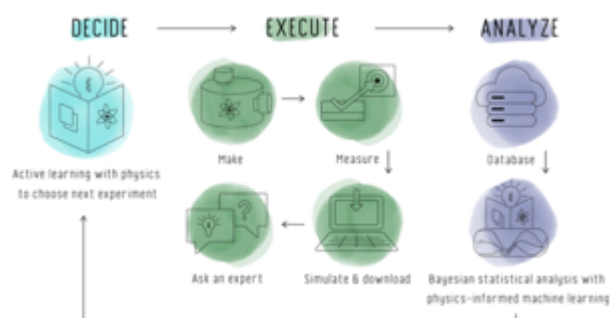 DECIDE
EXECUTE
ANALYZE
Make
Measure
Database
Active learning with physics
to choose next experiment
Ask an expert
Simulate & download
Bayesian statistical analysis with
physics-informed machine learning